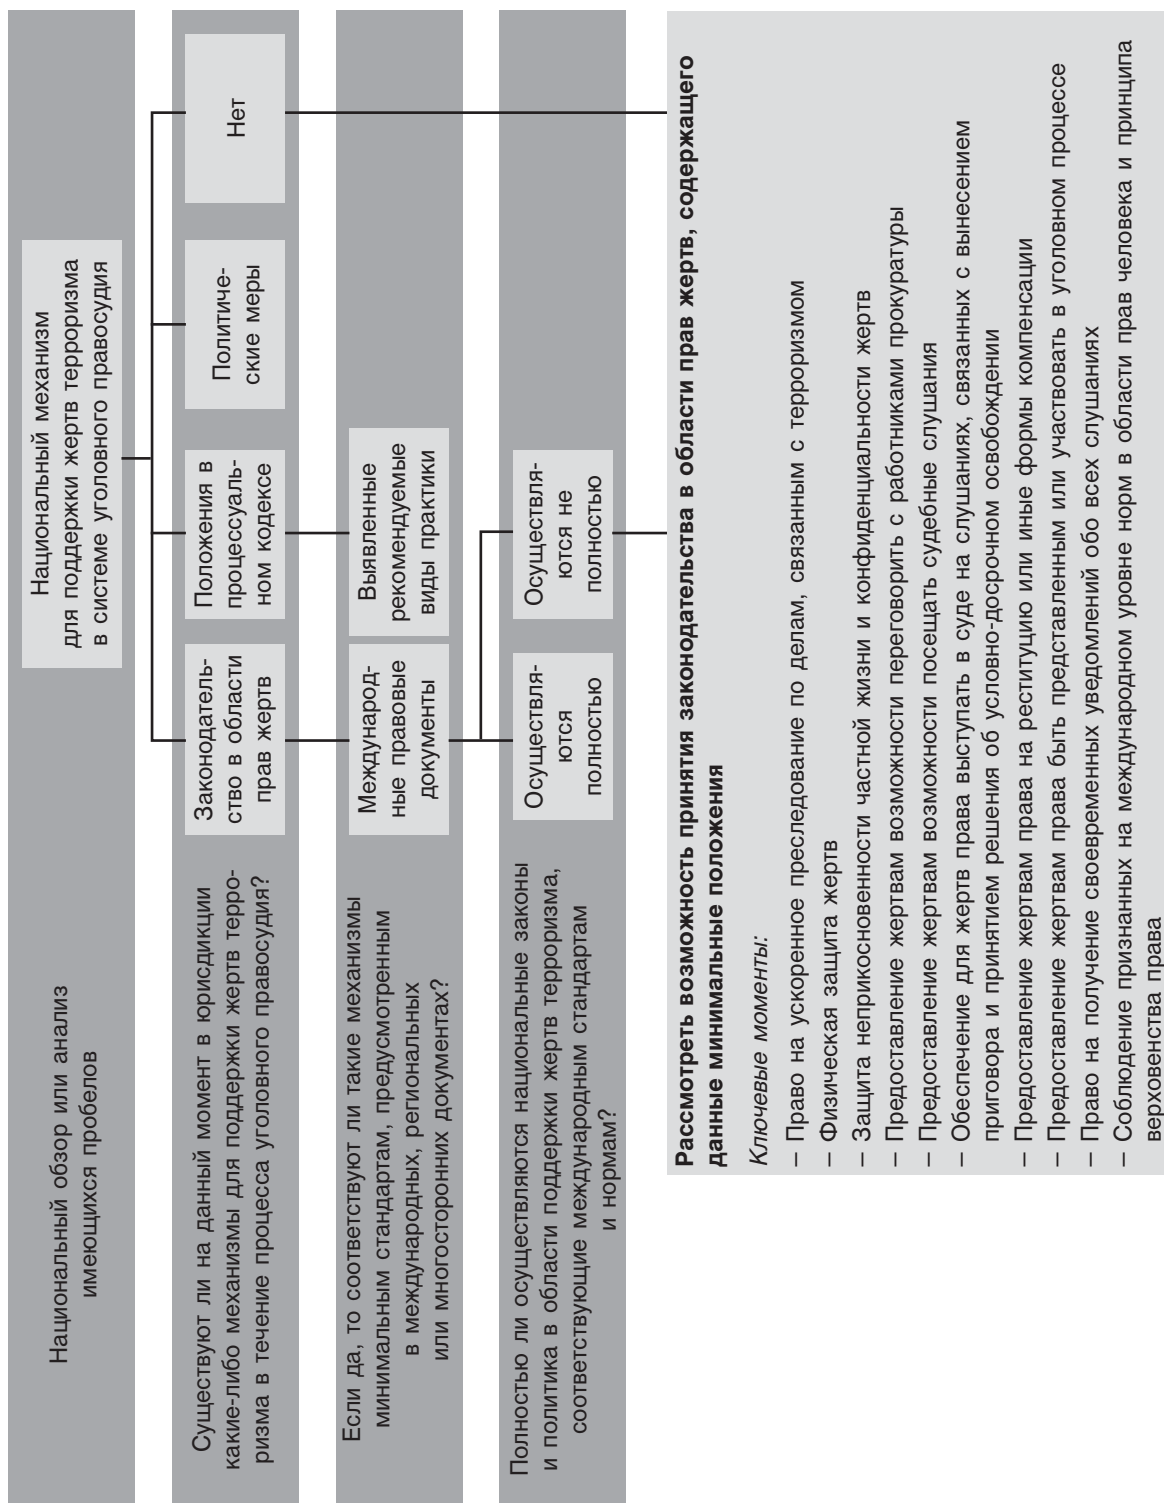 Национальный обзор или анализ
имеющихся пробелов
Национальный механизм
для поддержки жертв терроризма
в системе уголовного правосудия
Существуют ли на данный момент в юрисдикции
какие-либо механизмы для поддержки жертв терро-
ризма в течение процесса уголовного правосудия?
Законодатель-
ство в области
прав жертв
Положения в
процессуаль-
ном кодексе
Политиче-
ские меры
Нет
Если да, то соответствуют ли такие механизмы
минимальным стандартам, предусмотренным
в международных, региональных
или многосторонних документах?
Международ-
ные правовые
документы
Выявленные
рекомендуемые
виды практики
Полностью ли осуществляются национальные законы
и политика в области поддержки жертв терроризма,
соответствующие международным стандартам
и нормам?
Осуществля-
ются
полностью
Осуществля-
ются не
полностью
Рассмотреть возможность принятия законодательства в области прав жертв, содержащего
данные минимальные положения
Ключевые моменты:
– Право на ускоренное преследование по делам, связанным с терроризмом
– Физическая защита жертв
– Защита неприкосновенности частной жизни и конфиденциальности жертв
– Предоставление жертвам возможности переговорить с работниками прокуратуры
– Предоставление жертвам возможности посещать судебные слушания
– Обеспечение для жертв права выступать в суде на слушаниях, связанных с вынесением
приговора и принятием решения об условно-досрочном освобождении
– Предоставление жертвам права на реституцию или иные формы компенсации
– Предоставление жертвам права быть представленным или участвовать в уголовном процессе
– Право на получение своевременных уведомлений обо всех слушаниях
– Соблюдение признанных на международном уровне норм в области прав человека и принципа
верховенства права